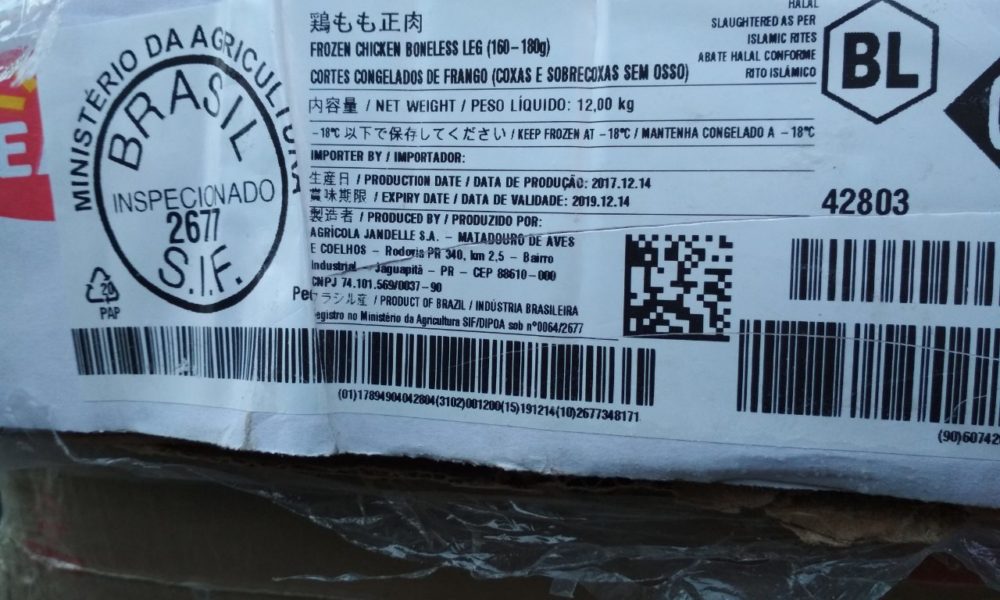 E
MINISTÉRIO DA AGRICULTURA
BRASIL
INSPECIONADO
2677
S.I.F.
20
PAP
鶏もも正肉
FROZEN CHICKEN BONELESS LEG (160-180g)
CORTES CONGELADOS DE FRANGO (COXAS E SOBRECOXAS SEM OSSO)
内容量 / NET WEIGHT / PESO LÍQUIDO: 12,00 kg
-18℃ 以下で保存してください / KEEP FROZEN AT -18℃ / MANTENHA CONGELADO A -18℃
IMPORTER BY / IMPORTADOR:
生産日 / PRODUCTION DATE / DATA DE PRODUÇÃO: 2017.12.14
賞味期限 / EXPIRY DATE / DATA DE VALIDADE: 2019.12.14
製造者 / PRODUCED BY / PRODUZIDO POR:
AGRÍCOLA JANDELLE S.A. - MATADOURO DE AVES
E COELHOS - Rodovia PR 340, km 2,5 - Bairro
Industrial - Jaguapitã - PR - CEP 88610-000
CNPJ 74.101.569/0037-90
ラシル産 / PRODUCT OF BRAZIL / INDÚSTRIA BRASILEIRA
egistro no Ministério da Agricultura SIF/DIPOA sob nº0064/2677
(01)17894904042804(3102)001200(15)191214(10)2677348171
HALAL
SLAUGHTERED AS PER
ISLAMIC RITES
ABATE HALAL CONFORME
RITO ISLÂMICO
BL
42803
(90)60742